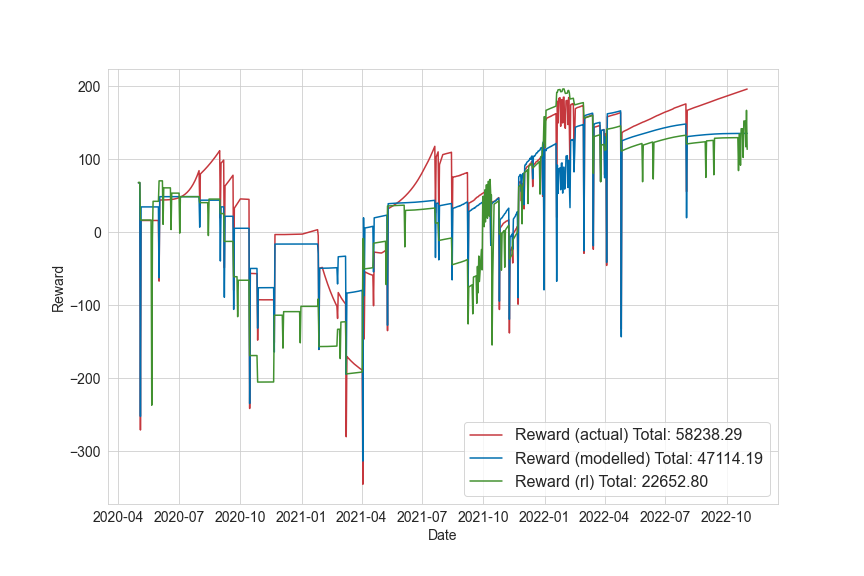 200
100
0
−100
−200
−300
Reward
Reward (actual) Total: 58238.29
Reward (modelled) Total: 47114.19
Reward (rl) Total: 22652.80
2020-04 2020-07 2020-10 2021-01 2021-04 2021-07 2021-10 2022-01 2022-04 2022-07 2022-10
Date